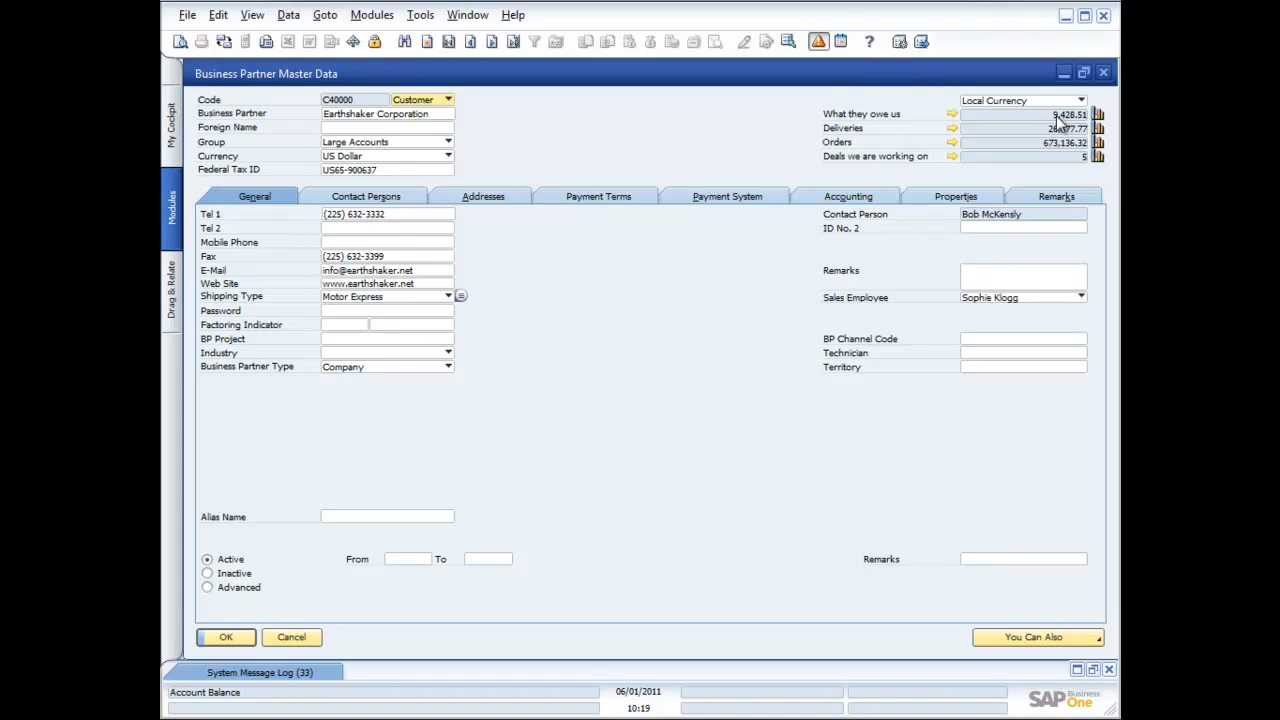 File Edit View Data Goto Modules Tools Window Help
Business Partner Master Data
My Cockpit
Modules
Drag & Relate
Code C40000 Customer Local Currency
Business Partner Earthshaker Corporation What they owe us 9,428.51
Foreign Name Deliveries
Group Large Accounts Orders 673,136.32
Currency US Dollar Deals we are working on 5
Federal Tax ID US65-900637
General Contact Persons Addresses Payment Terms Payment System Accounting Properties Remarks
Tel 1 (225) 632-3332 Contact Person Bob McKensly
Tel 2 ID No. 2
Mobile Phone
Fax (225) 632-3399
E-Mail info@earthshaker.net Remarks
Web Site www.earthshaker.net
Shipping Type Motor Express Sales Employee Sophie Klogg
Password
Factoring Indicator
BP Project BP Channel Code
Industry Technician
Business Partner Type Company Territory
Alias Name
Active From To Remarks
Inactive
Advanced
OK Cancel You Can Also
System Message Log (33)
Account Balance 06/01/2011
10:19
SAP Business One